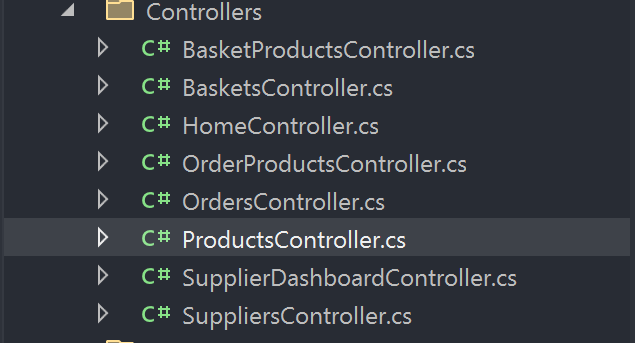 Controllers
C# BasketProductsController.cs
C# BasketsController.cs
C# HomeController.cs
C# OrderProductsController.cs
C# OrdersController.cs
C# ProductsController.cs
C# SupplierDashboardController.cs
C# SuppliersController.cs